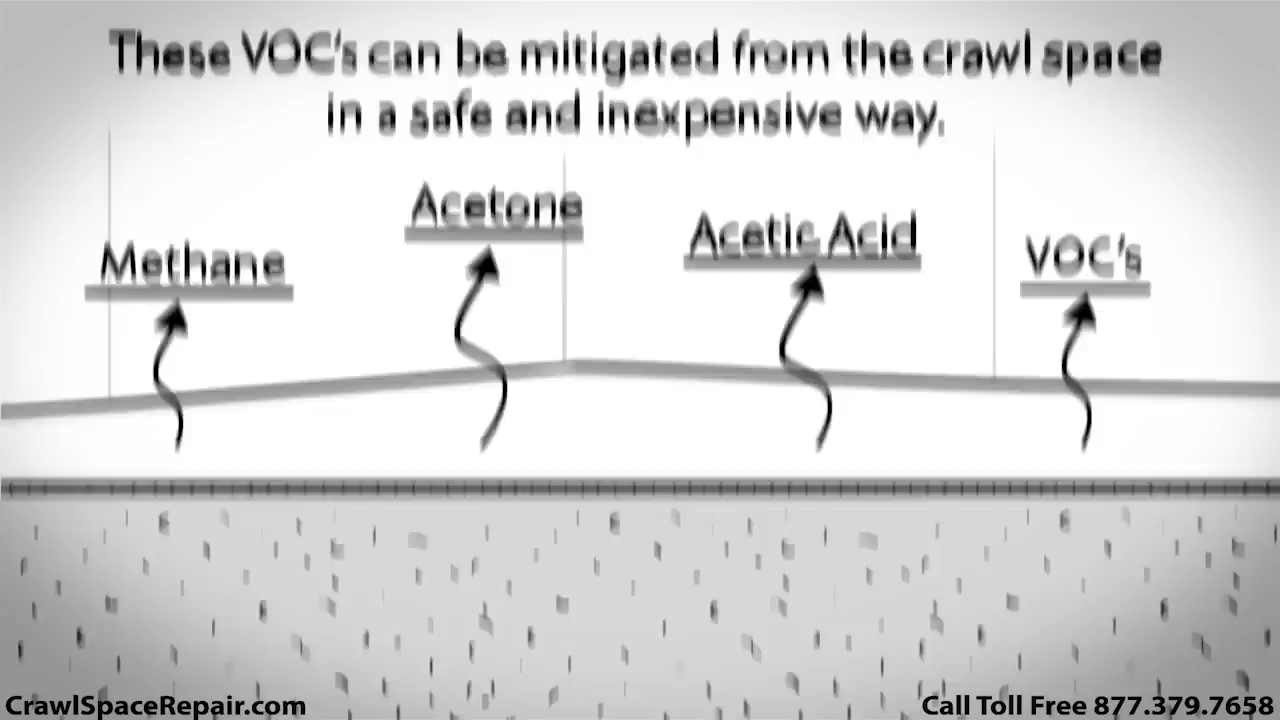 These VOC's can be mitigated from the crawl space
in a safe and inexpensive way.
Acetone
Acetic Acid
VOC's
Methane
CrawlSpaceRepair.com
Call Toll Free 877.379.7658